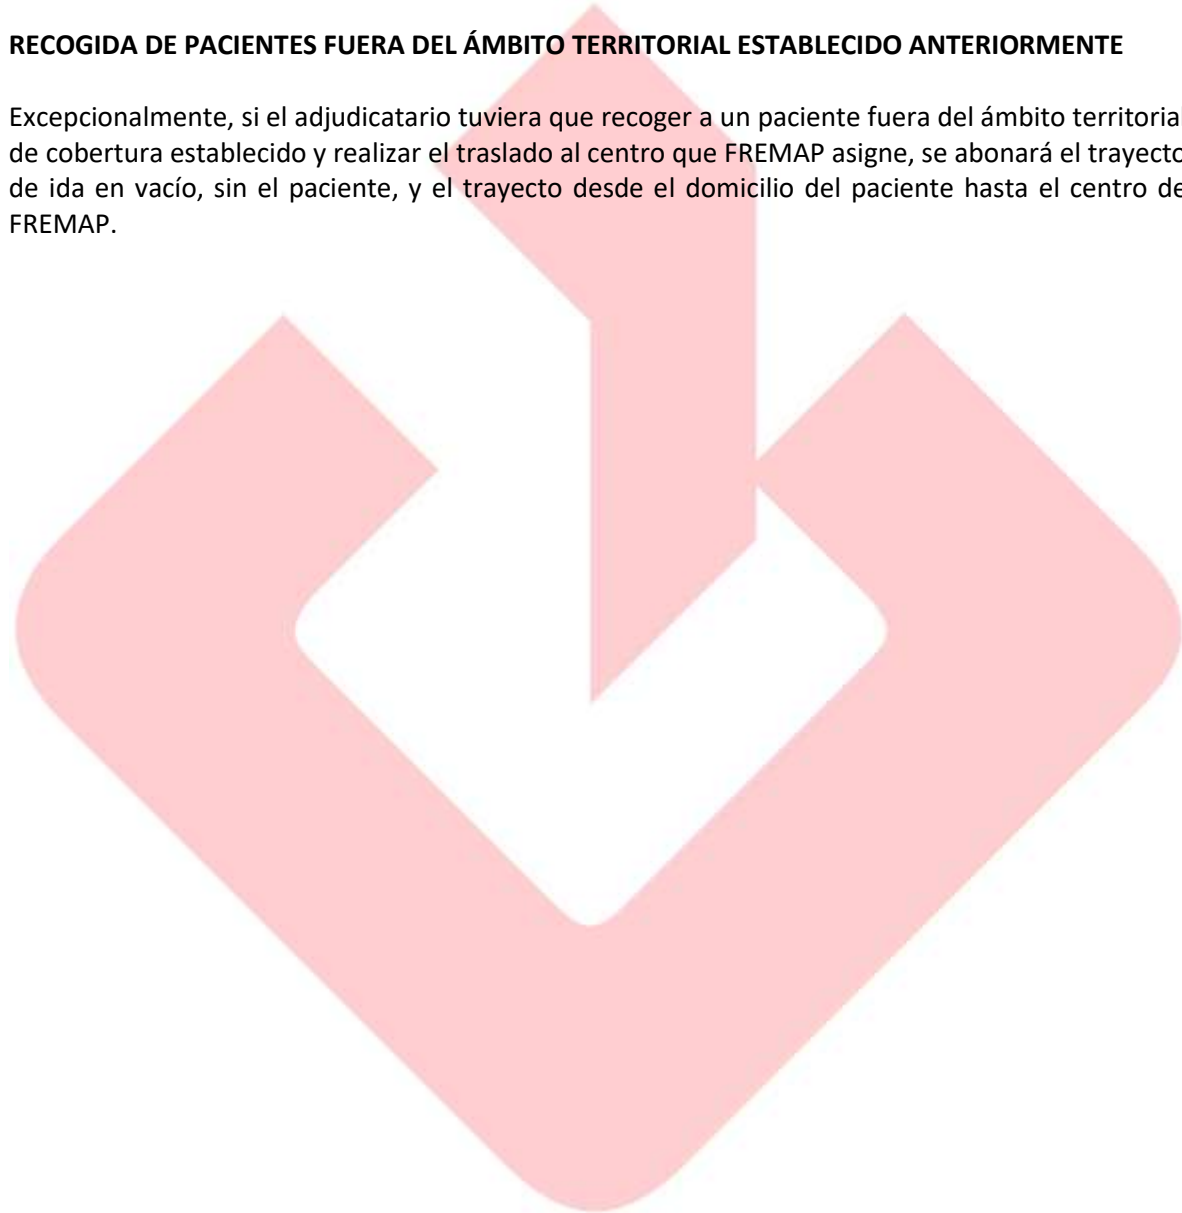 RECOGIDA DE PACIENTES FUERA DEL ÁMBITO TERRITORIAL ESTABLECIDO ANTERIORMENTE
Excepcionalmente, si el adjudicatario tuviera que recoger a un paciente fuera del ámbito territorial
de cobertura establecido y realizar el traslado al centro que FREMAP asigne, se abonará el trayecto
de ida en vacío, sin el paciente, y el trayecto desde el domicilio del paciente hasta el centro de
FREMAP.